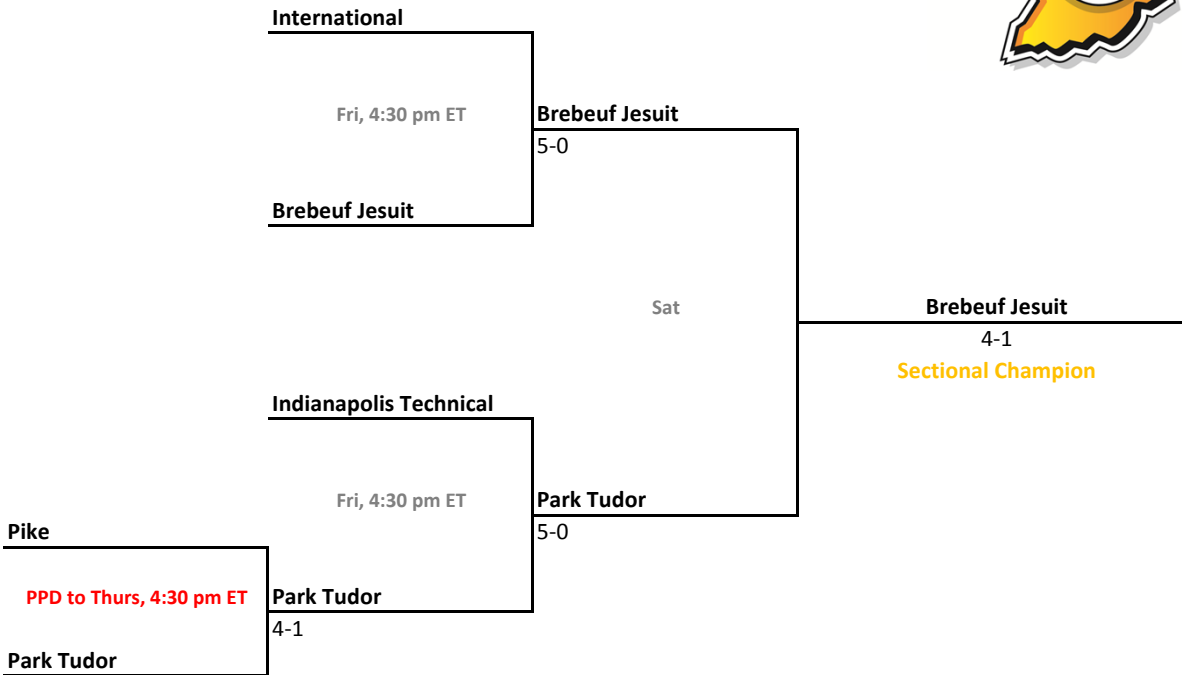 International
Fri, 4:30 pm ET
Brebeuf Jesuit
5-0
Brebeuf Jesuit
Sat
Brebeuf Jesuit
4-1
Sectional Champion
Indianapolis Technical
Fri, 4:30 pm ET
Park Tudor
5-0
Pike
PPD to Thurs, 4:30 pm ET
Park Tudor
4-1
Park Tudor